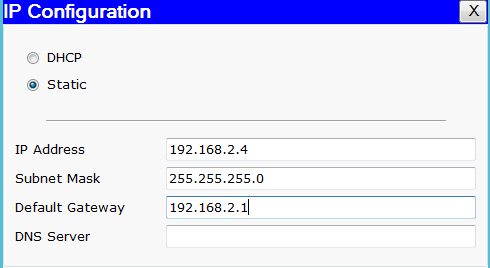 IP Configuration X
DHCP
Static
IP Address 192.168.2.4
Subnet Mask 255.255.255.0
Default Gateway 192.168.2.1
DNS Server